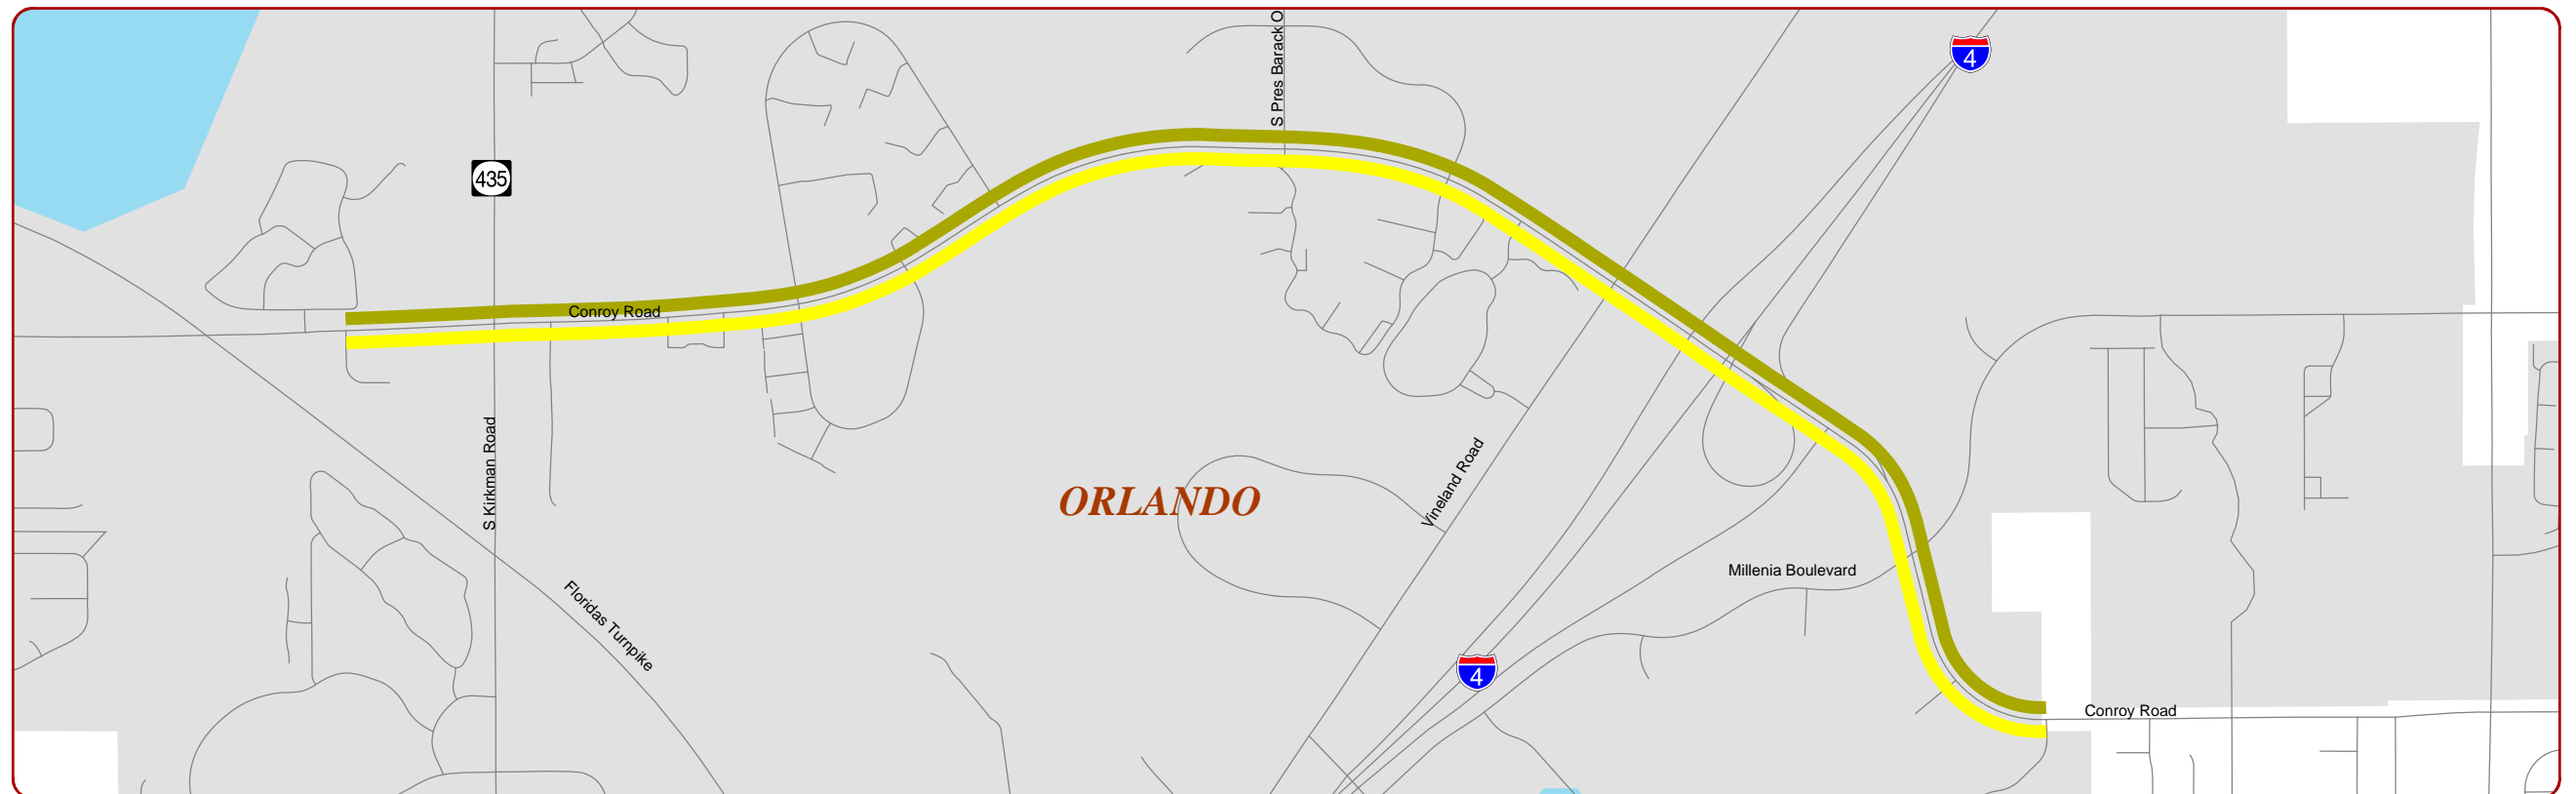 S Pres Barack O
4
435
Conroy Road
S Kirkman Road
Vineland Road
ORLANDO
Millenia Boulevard
Floridas Turnpike
4
Conroy Road